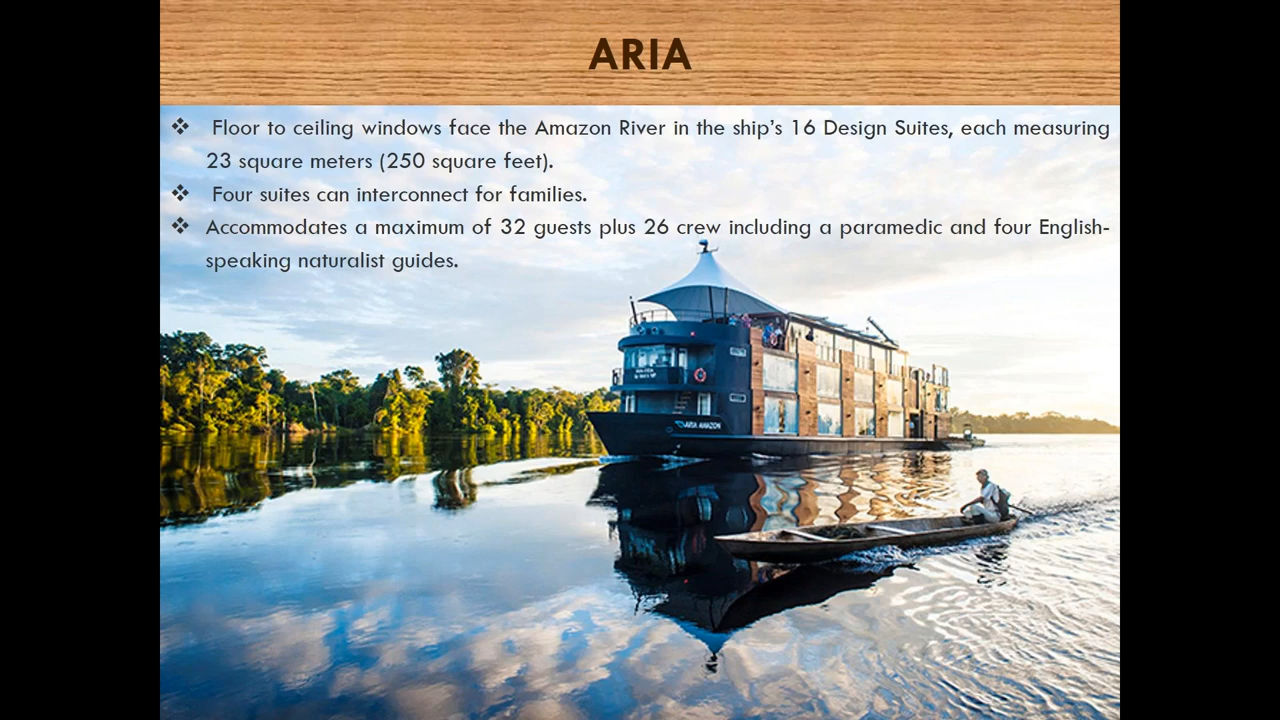 ARIA
❖ Floor to ceiling windows face the Amazon River in the ship’s 16 Design Suites, each measuring
23 square meters (250 square feet).
❖ Four suites can interconnect for families.
❖ Accommodates a maximum of 32 guests plus 26 crew including a paramedic and four English-
speaking naturalist guides.
ARIA AMAZON